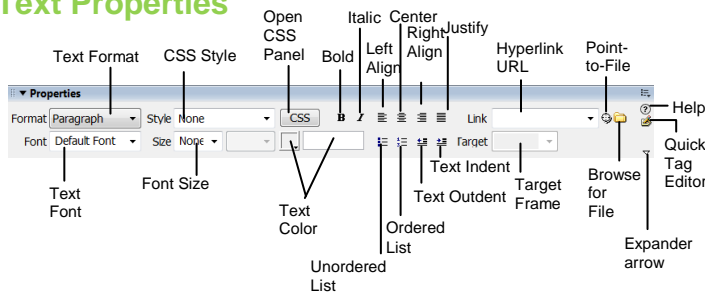 Text Properties
Open CSS Panel
Italic
Center
Justify
Text Format
CSS Style
Bold
Left Align
Right Align
Hyperlink URL
Point-to-File
Properties
Format Paragraph Style None CSS B I Link
Help
Font Default Font Size None Target
Quick Tag Editor
Text Font
Font Size
Text Color
Text Indent
Text Outdent
Target Frame
Browse for File
Ordered List
Unordered List
Expander arrow